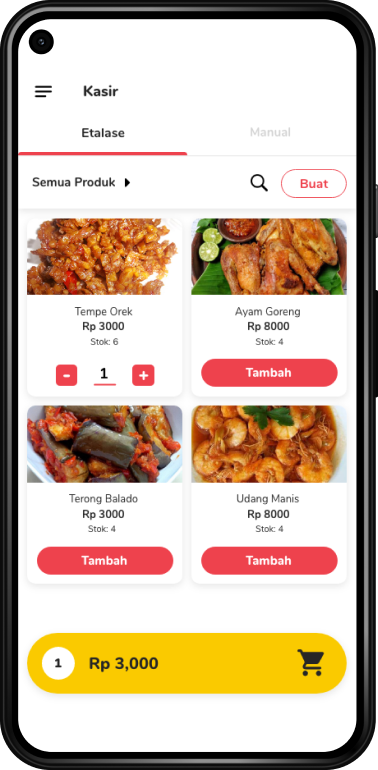 Kasir
Etalase
Manual
Semua Produk
Buat
Tempe Orek
Rp 3000
Stok: 6
-
1
+
Ayam Goreng
Rp 8000
Stok: 4
Tambah
Terong Balado
Rp 3000
Stok: 4
Tambah
Udang Manis
Rp 8000
Stok: 4
Tambah
1
Rp 3,000